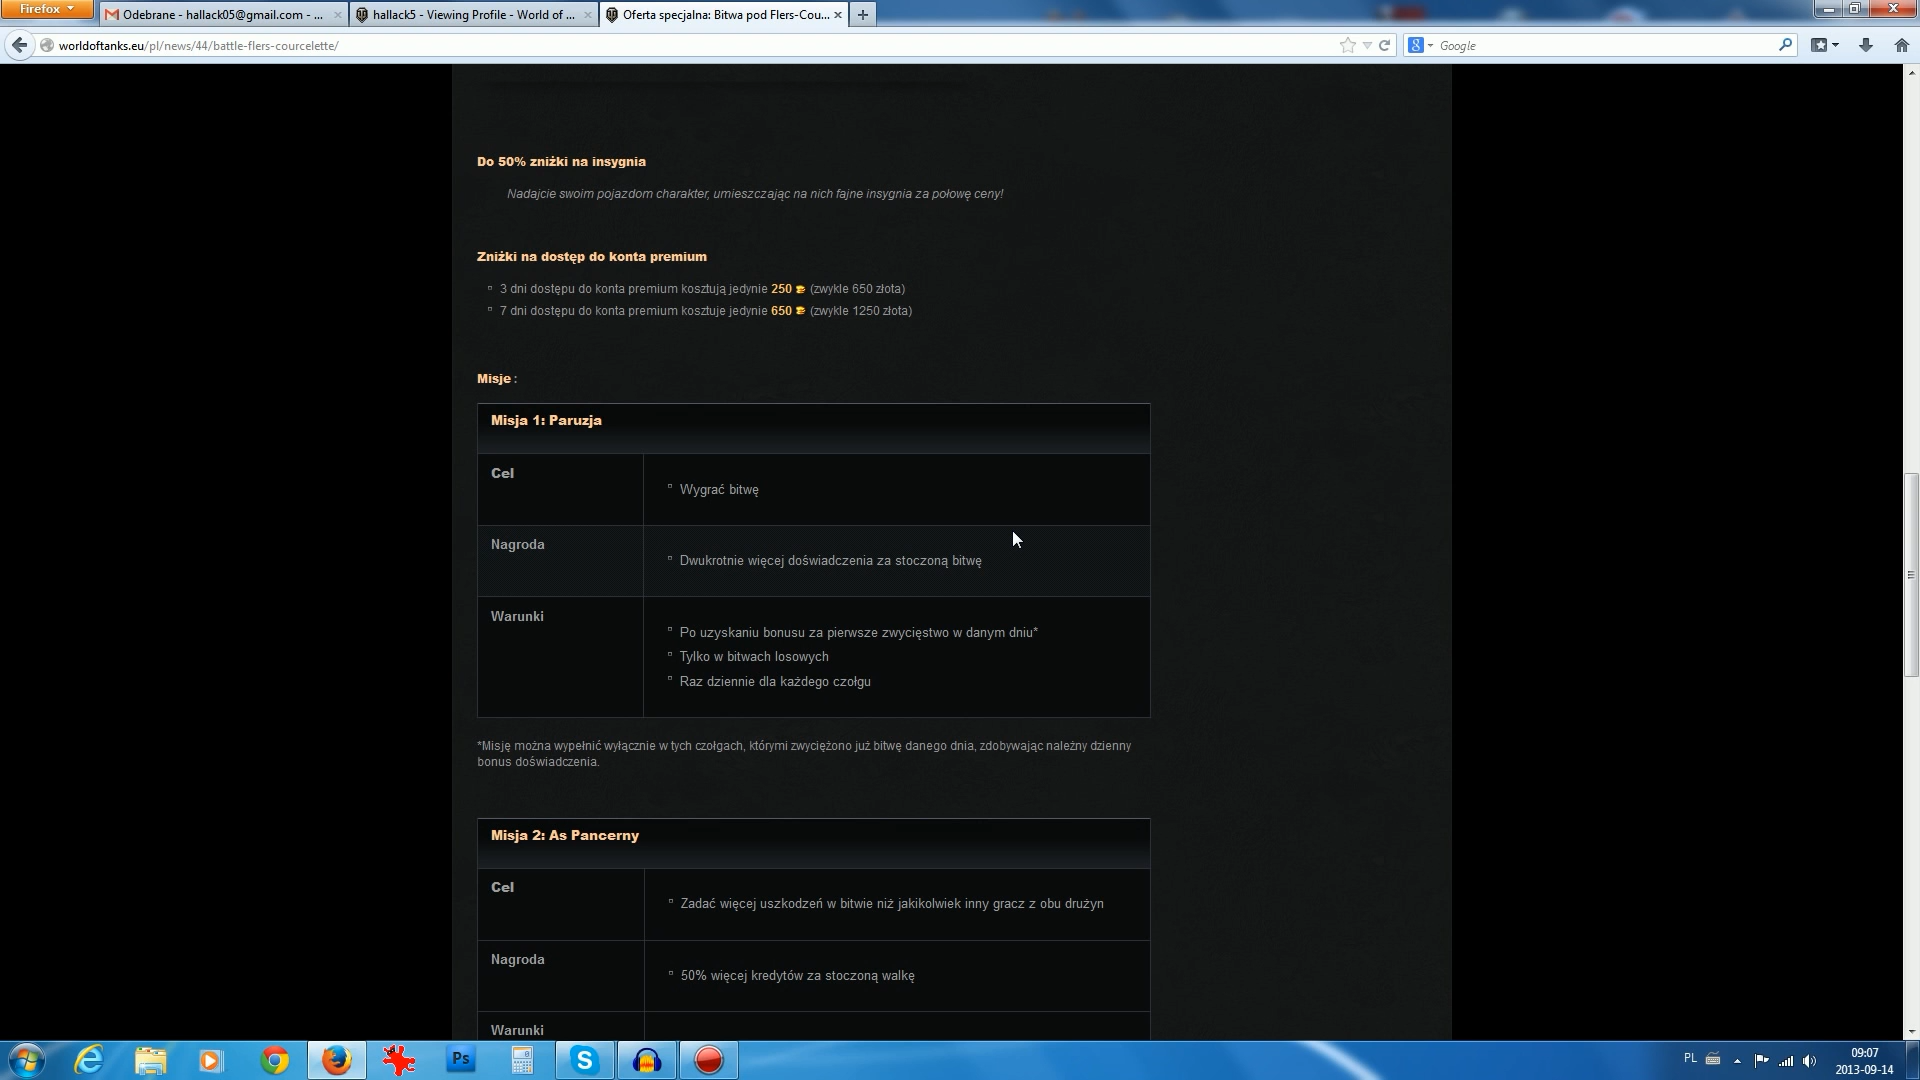 Firefox
Odebrane - hallack05@gmail.com - ...
hallack5 - Viewing Profile - World of ...
Oferta specjalna: Bitwa pod Flers-Cou...
worldoftanks.eu/pl/news/44/battle-flers-courcelette/
Google
Do 50% zniżki na insygnia
Nadajcie swoim pojazdom charakter, umieszczając na nich fajne insygnia za połowę ceny!
Zniżki na dostęp do konta premium
3 dni dostępu do konta premium kosztują jedynie 250 (zwykle 650 złota)
7 dni dostępu do konta premium kosztuje jedynie 650 (zwykle 1250 złota)
Misje :
Misja 1: Paruzja
Cel
Wygrać bitwę
Nagroda
Dwukrotnie więcej doświadczenia za stoczoną bitwę
Warunki
Po uzyskaniu bonusu za pierwsze zwycięstwo w danym dniu*
Tylko w bitwach losowych
Raz dziennie dla każdego czołgu
*Misję można wypełnić wyłącznie w tych czołgach, którymi zwyciężono już bitwę danego dnia, zdobywając należny dzienny
bonus doświadczenia.
Misja 2: As Pancerny
Cel
Zadać więcej uszkodzeń w bitwie niż jakikolwiek inny gracz z obu drużyn
Nagroda
50% więcej kredytów za stoczoną walkę
Warunki
Ps
PL
09:07
2013-09-14